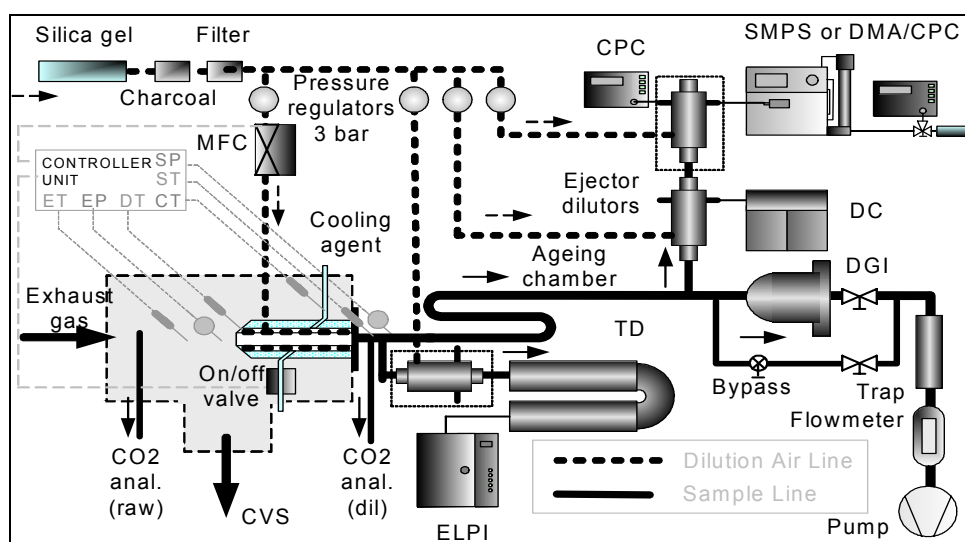 Silica gel
Filter
Charcoal
Pressure
regulators
3 bar
CPC
SMPS or DMA/CPC
MFC
CONTROLLER
UNIT
SP
ST
ET EP DT CT
Cooling
agent
Ejector
dilutors
DC
Ageing
chamber
DGI
Exhaust
gas
TD
On/off
valve
Bypass
Trap
Flowmeter
CO2
anal.
(raw)
CVS
CO2
anal.
(dil)
ELPI
Dilution Air Line
Sample Line
Pump